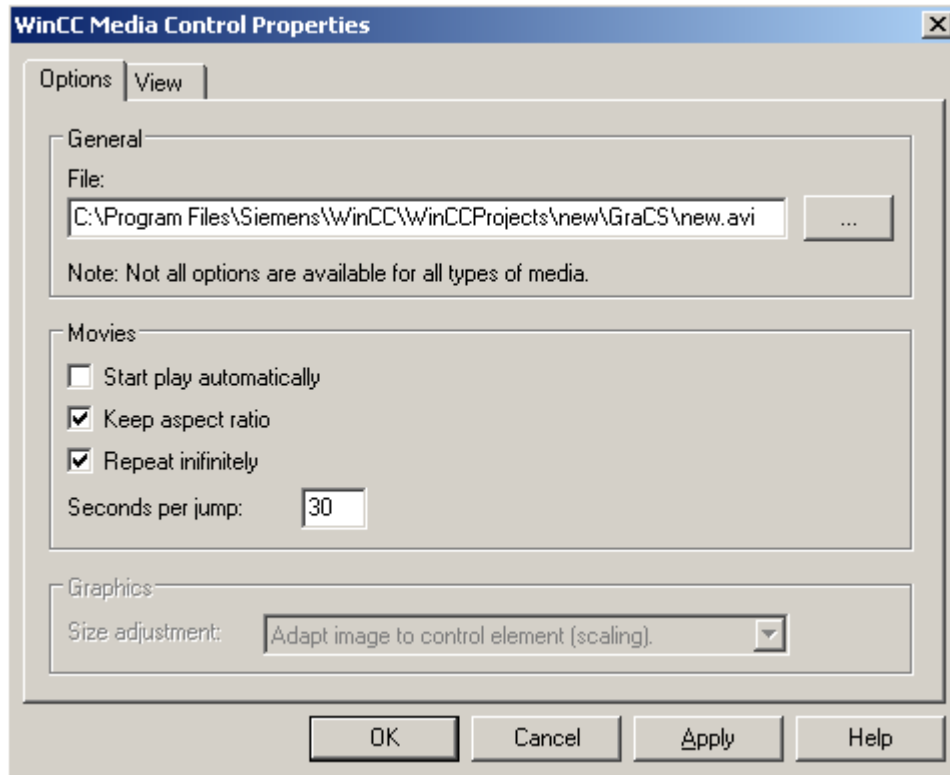 WinCC Media Control Properties
Options View
General
File:
C:\Program Files\Siemens\WinCC\WinCCProjects\new\GraCS\new.avi ...
Note: Not all options are available for all types of media.
Movies
Start play automatically
Keep aspect ratio
Repeat inifinitely
Seconds per jump: 30
Graphics
Size adjustment: Adapt image to control element (scaling).
OK Cancel Apply Help